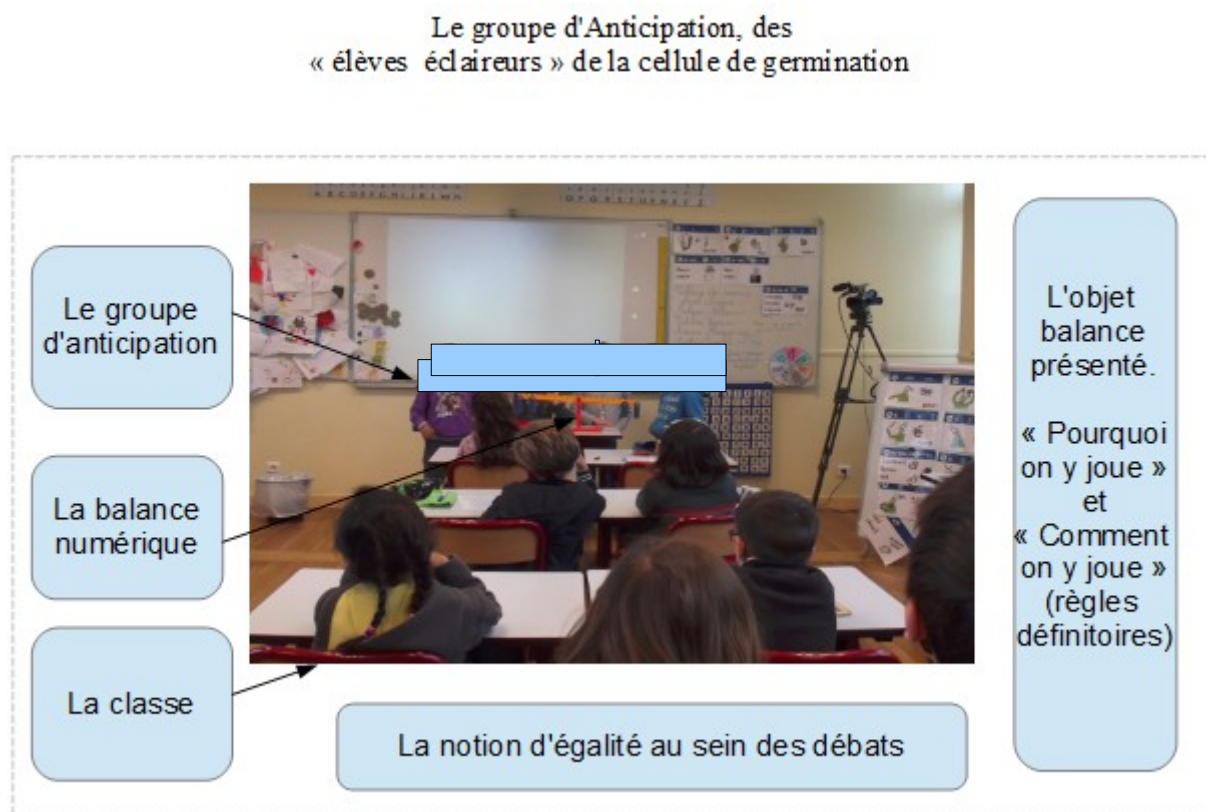 Le groupe d'Anticipation, des
« élèves éclaireurs » de la cellule de germination
Le groupe
d'anticipation
La balance
numérique
La classe
L'objet
balance
présenté.
« Pourquoi
on y joue »
et
« Comment
on y joue »
(règles
définitoires)
La notion d'égalité au sein des débats